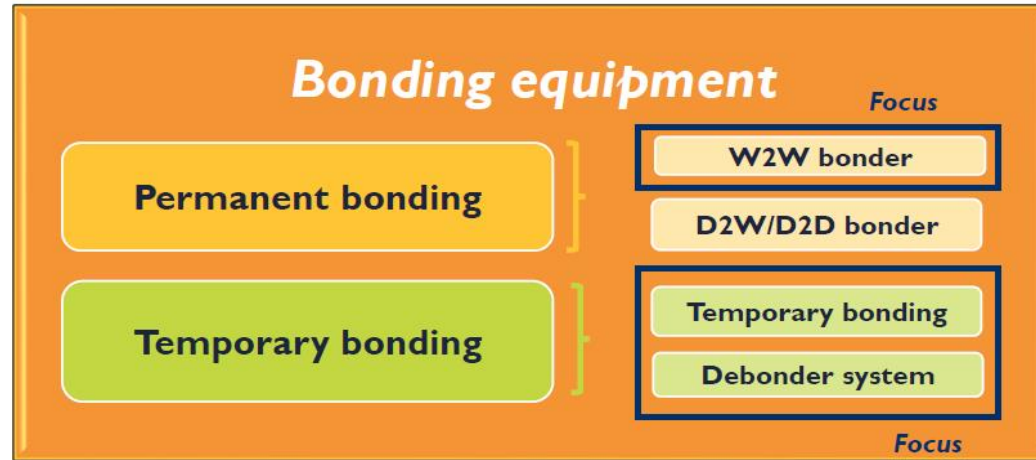 Bonding equipment
Focus
Permanent bonding
W2W bonder
D2W/D2D bonder
Temporary bonding
Temporary bonding
Debonder system
Focus